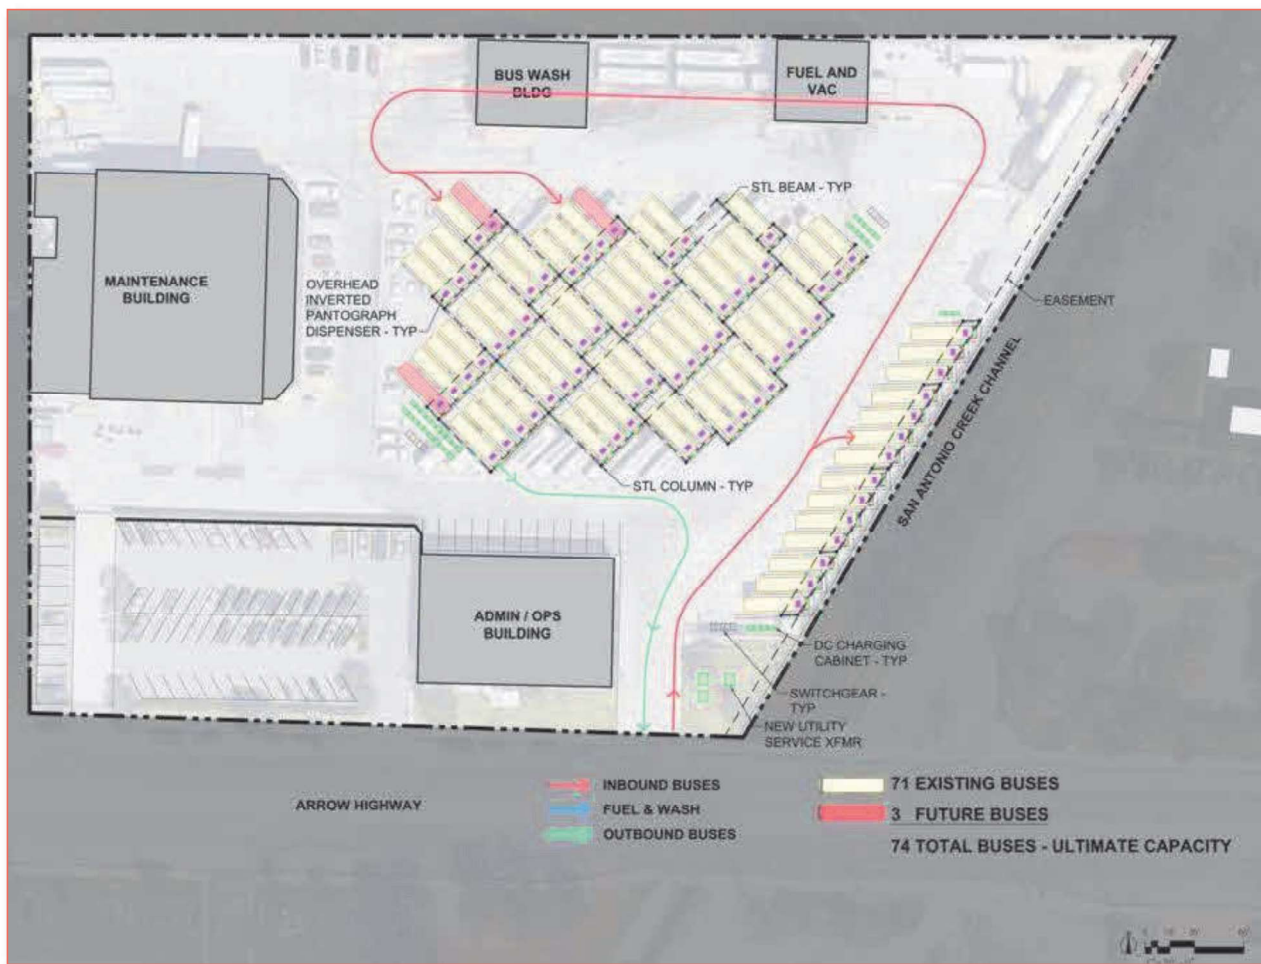 BUS WASH
BLDG
FUEL AND
VAC
STL BEAM - TYP
MAINTENANCE
BUILDING
OVERHEAD
INVERTED
PANTOGRAPH
DISPENSER - TYP
EASEMENT
SAN ANTONIO CREEK CHANNEL
STL COLUMN - TYP
ADMIN / OPS
BUILDING
DC CHARGING
CABINET - TYP
SWITCHGEAR -
TYP
NEW UTILITY
SERVICE XFMR
ARROW HIGHWAY
INBOUND BUSES
FUEL & WASH
OUTBOUND BUSES
71 EXISTING BUSES
3 FUTURE BUSES
74 TOTAL BUSES - ULTIMATE CAPACITY